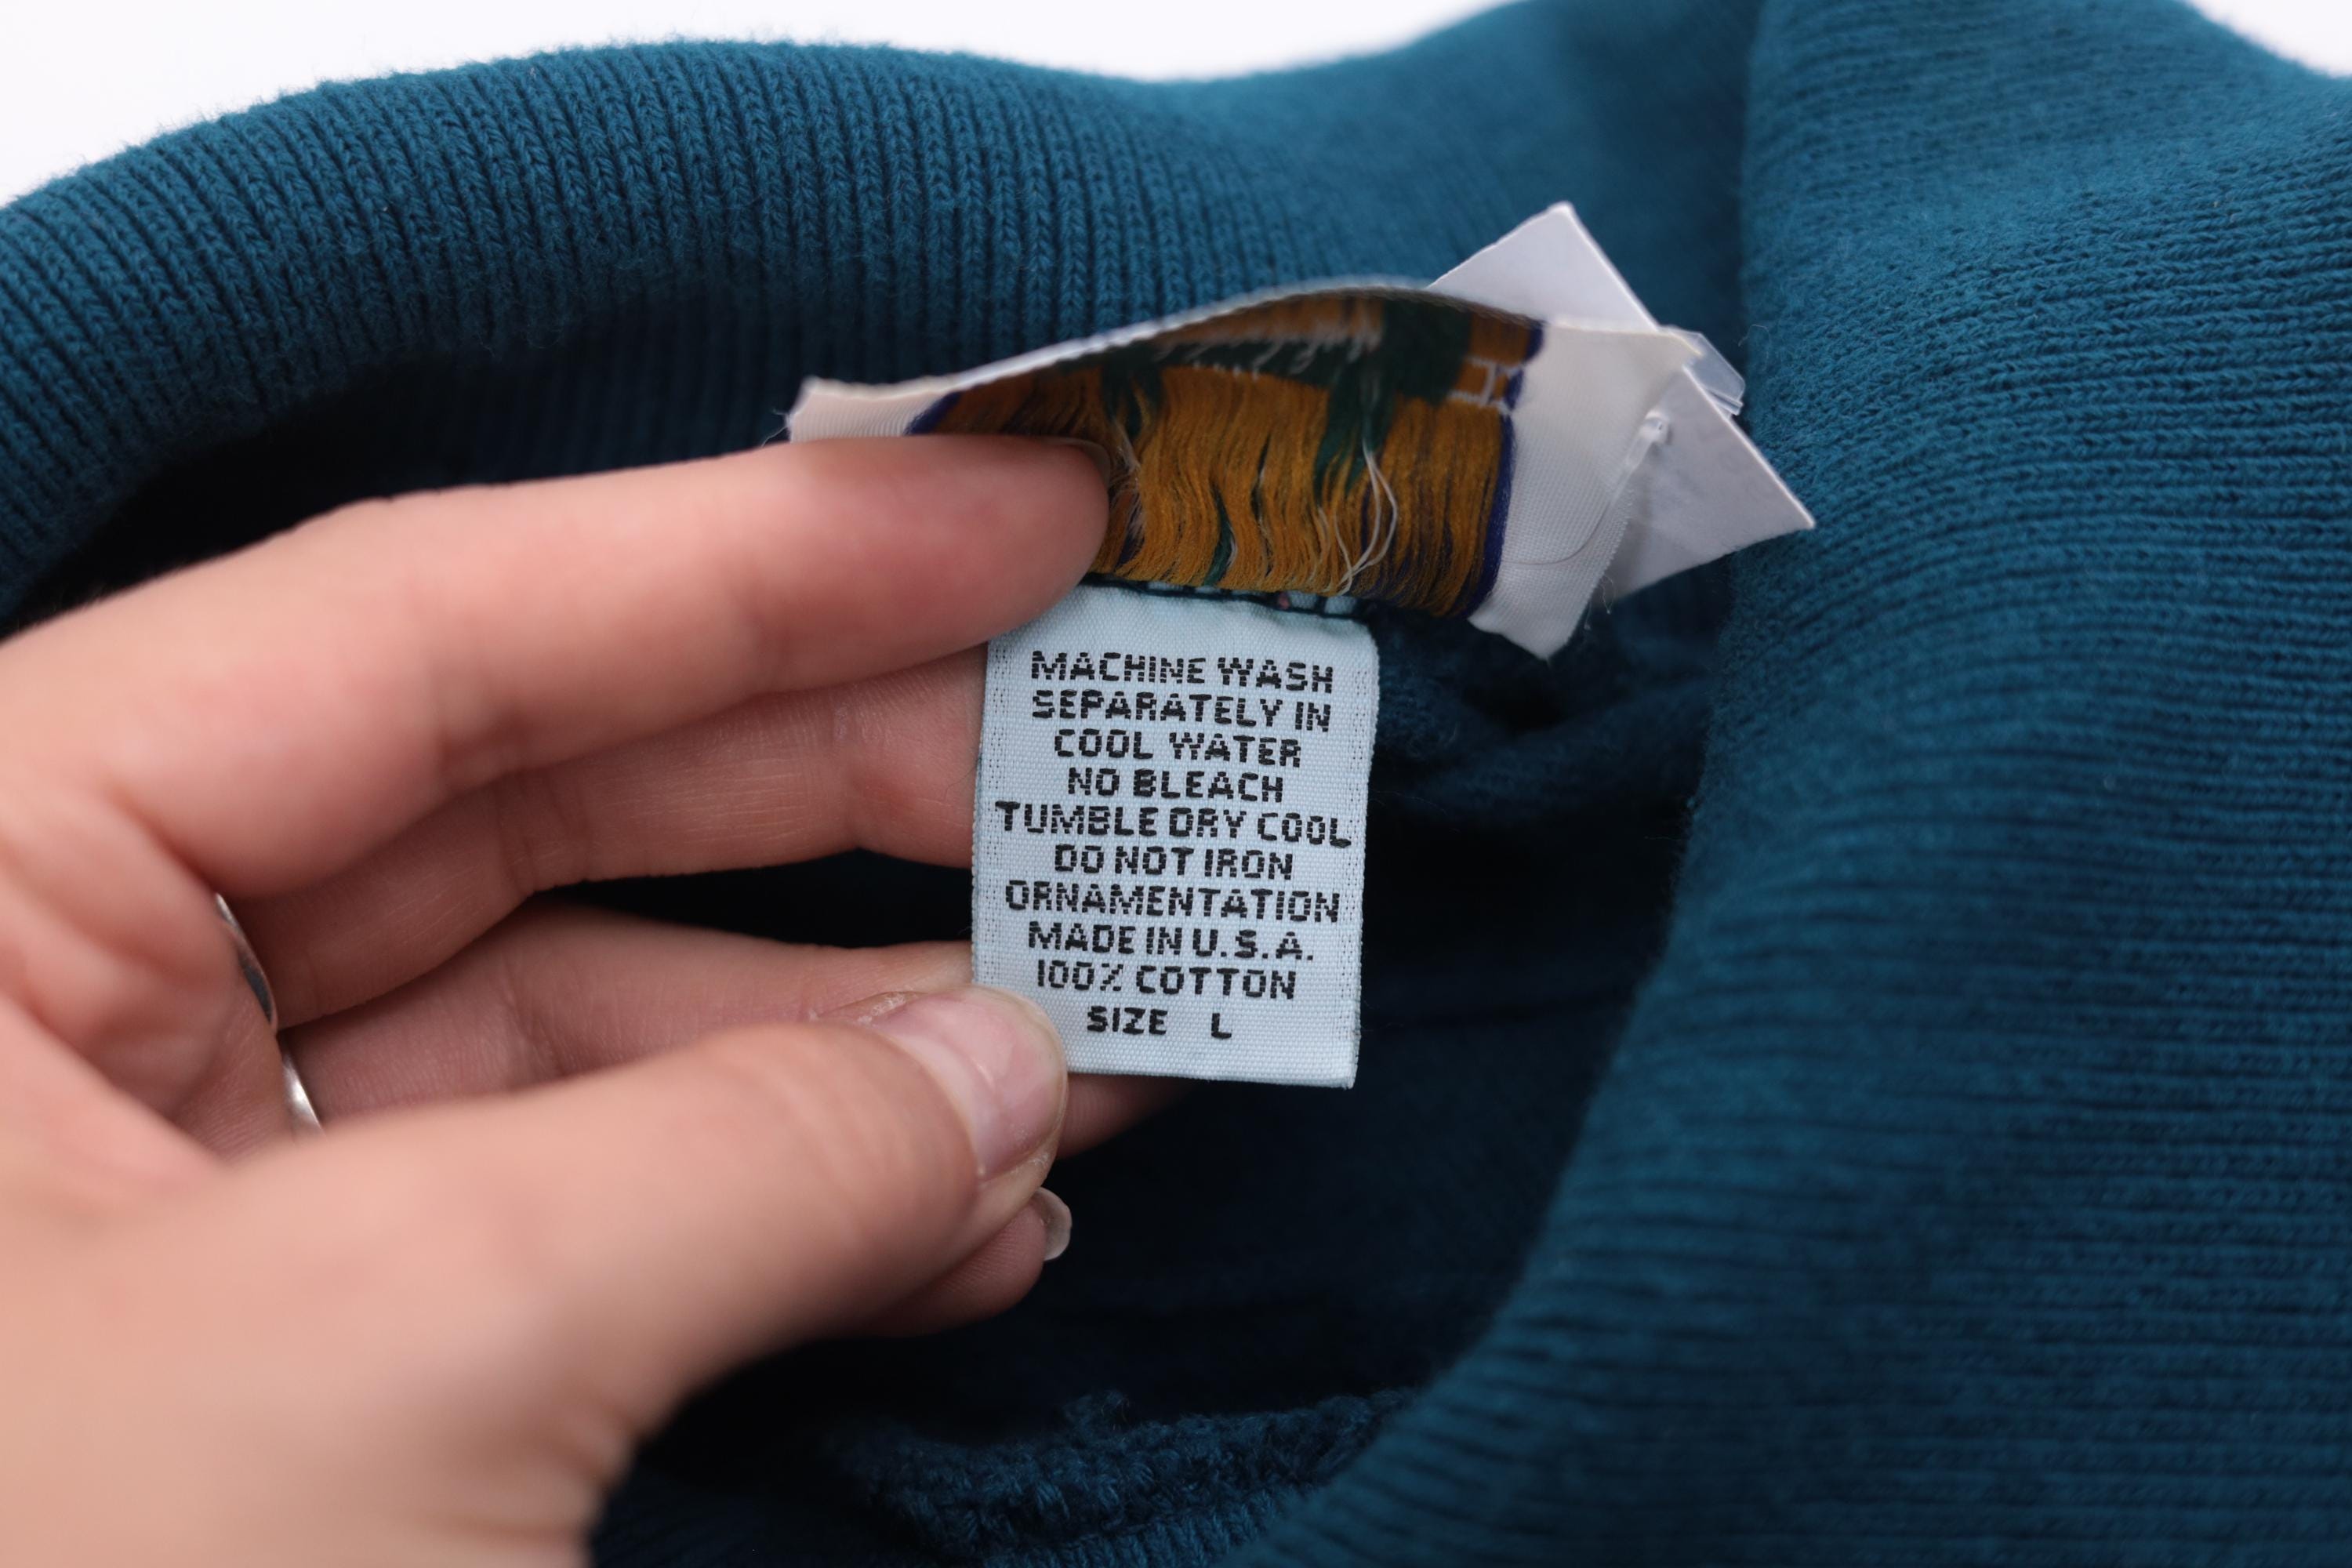 MACHINE WASH
SEPARATELY IN
COOL WATER
NO BLEACH
TUMBLE DRY COOL
DO NOT IRON
ORNAMENTATION
MADE IN U.S.A.
100% COTTON
SIZE L